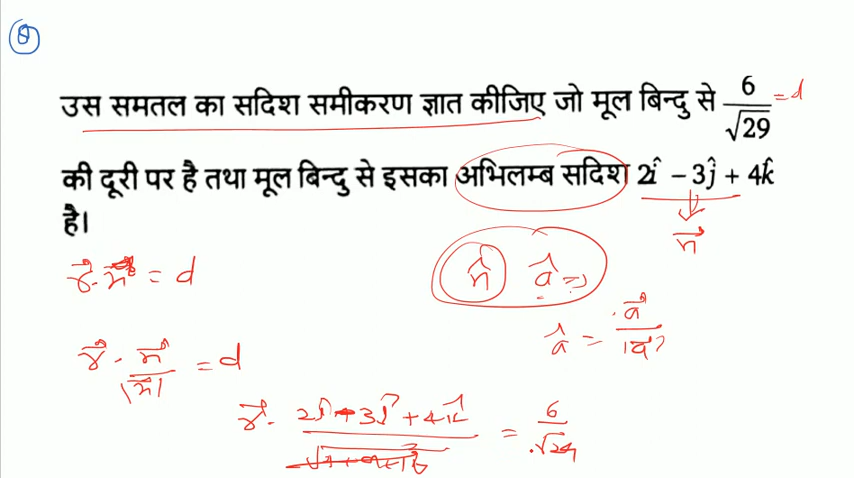 8
उस समतल का सदिश समीकरण ज्ञात कीजिए जो मूल बिन्दु से 6/√29 = d
की दूरी पर है तथा मूल बिन्दु से इसका अभिलम्ब सदिश 2î − 3ĵ + 4k̂
है।
n⃗
r⃗ · = d
n̂ â =
â = a⃗/|a⃗|
r⃗ · n⃗/|n⃗| = d
r⃗ · 2î − 3ĵ + 4k̂ = 6/√29